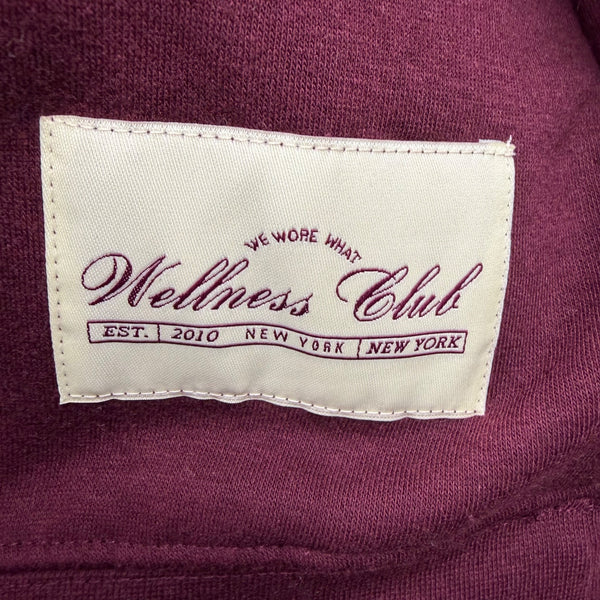 WE WORE WHAT
Wellness Club
EST. 2010 NEW YORK NEW YORK